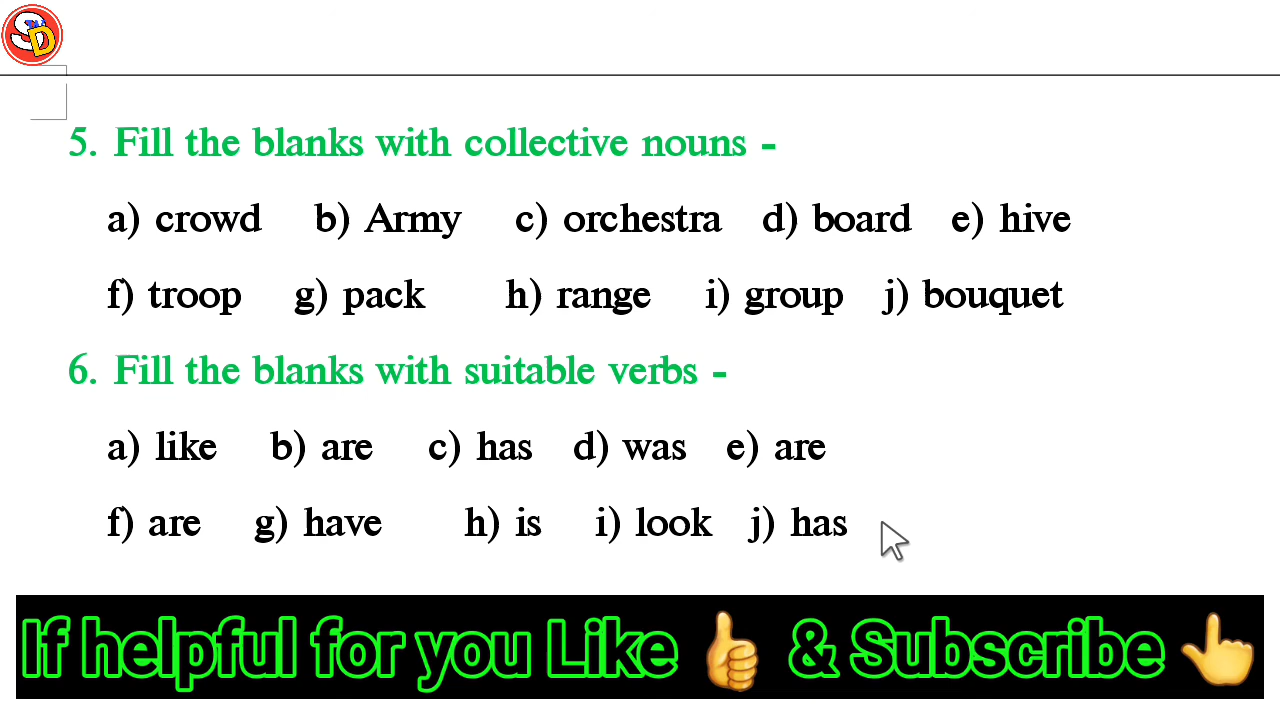 SD
5. Fill the blanks with collective nouns -
a) crowd b) Army c) orchestra d) board e) hive
f) troop g) pack h) range i) group j) bouquet
6. Fill the blanks with suitable verbs -
a) like b) are c) has d) was e) are
f) are g) have h) is i) look j) has
If helpful for you Like 👍 & Subscribe 👆